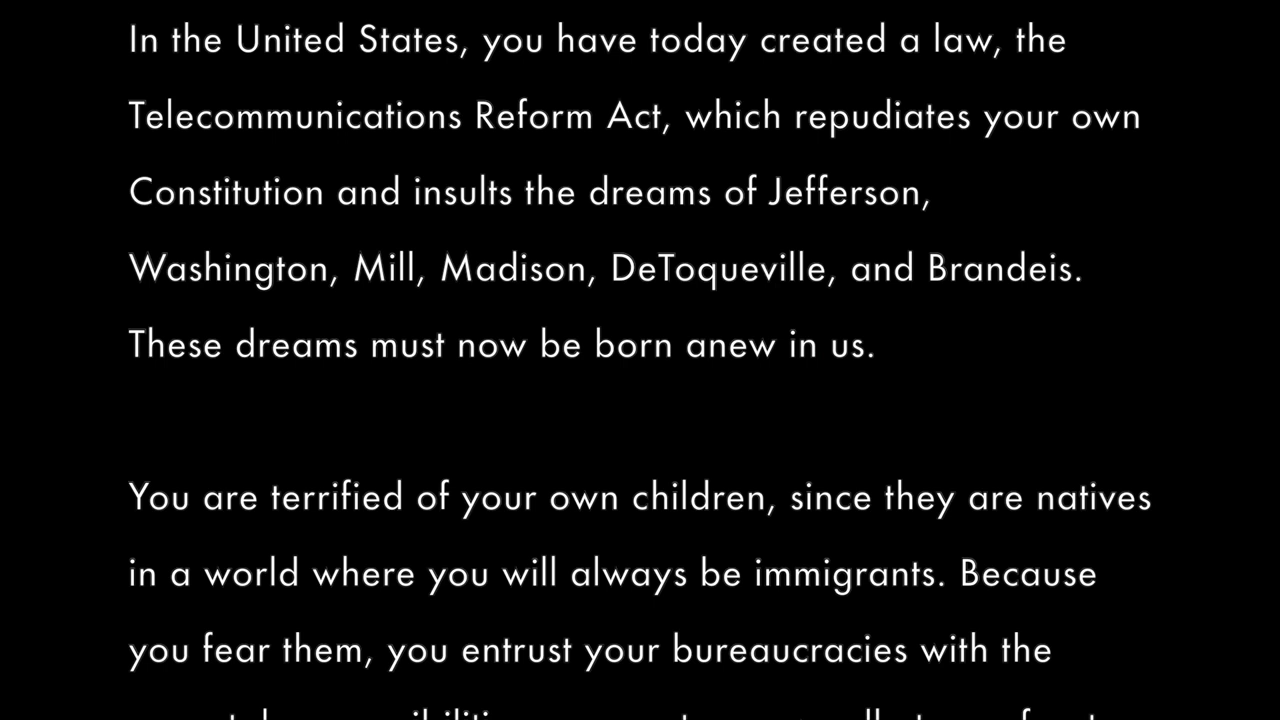 In the United States, you have today created a law, the
Telecommunications Reform Act, which repudiates your own
Constitution and insults the dreams of Jefferson,
Washington, Mill, Madison, DeToqueville, and Brandeis.
These dreams must now be born anew in us.
You are terrified of your own children, since they are natives
in a world where you will always be immigrants. Because
you fear them, you entrust your bureaucracies with the